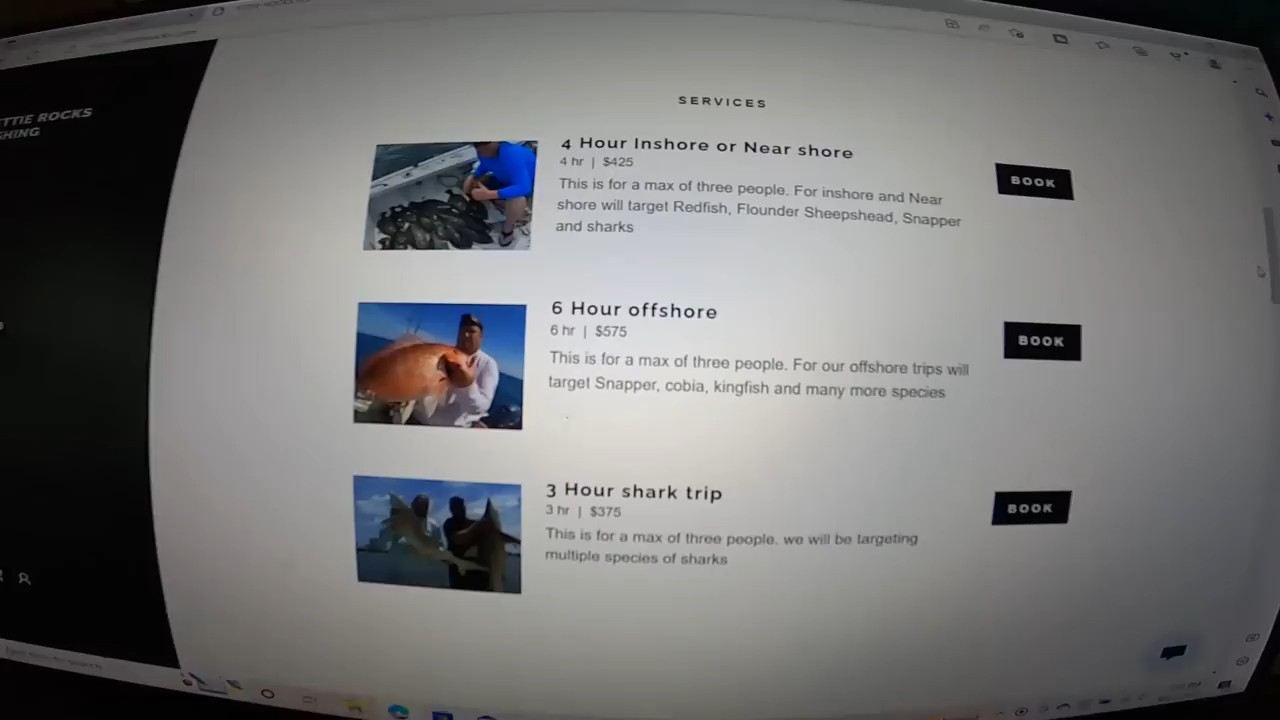 TTIE ROCKS
SHING
SERVICES
4 Hour Inshore or Near shore
4 hr | $425
This is for a max of three people. For inshore and Near
shore will target Redfish, Flounder Sheepshead, Snapper
and sharks
BOOK
6 Hour offshore
6 hr | $575
This is for a max of three people. For our offshore trips will
target Snapper, cobia, kingfish and many more species
BOOK
3 Hour shark trip
3 hr | $375
This is for a max of three people. we will be targeting
multiple species of sharks
BOOK